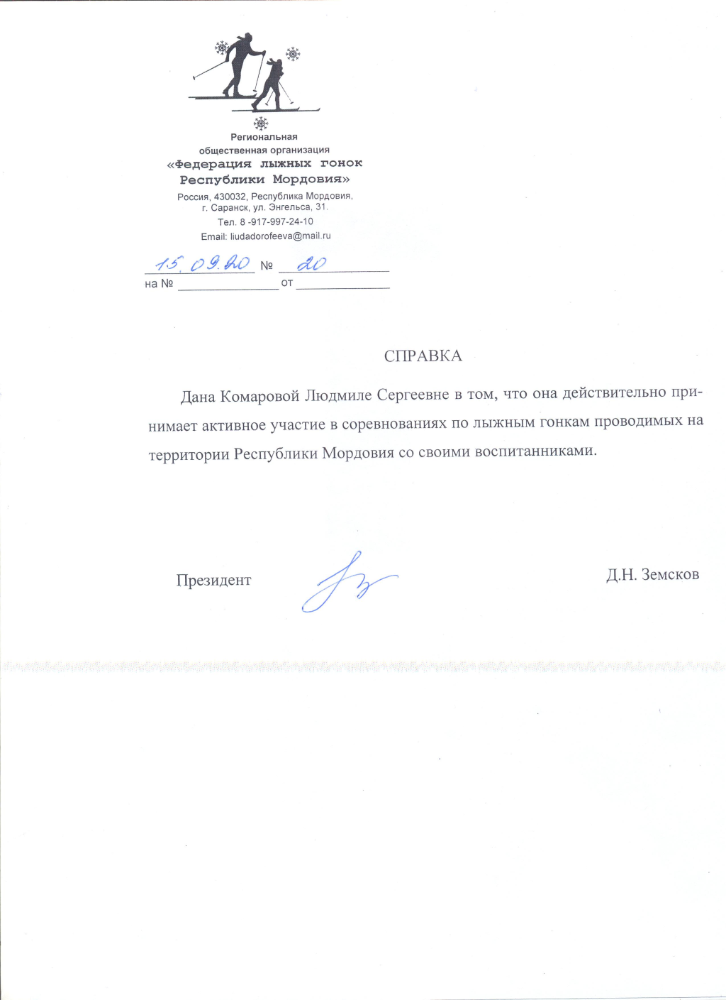 Региональная
общественная организация
«Федерация лыжных гонок
Республики Мордовия»
Россия, 430032, Республика Мордовия,
г. Саранск, ул. Энгельса, 31.
Тел. 8 -917-997-24-10
Email: liudadorofeeva@mail.ru
15.09.20 № 20
на № от
СПРАВКА
Дана Комаровой Людмиле Сергеевне в том, что она действительно при-
нимает активное участие в соревнованиях по лыжным гонкам проводимых на
территории Республики Мордовия со своими воспитанниками.
Президент Д.Н. Земсков